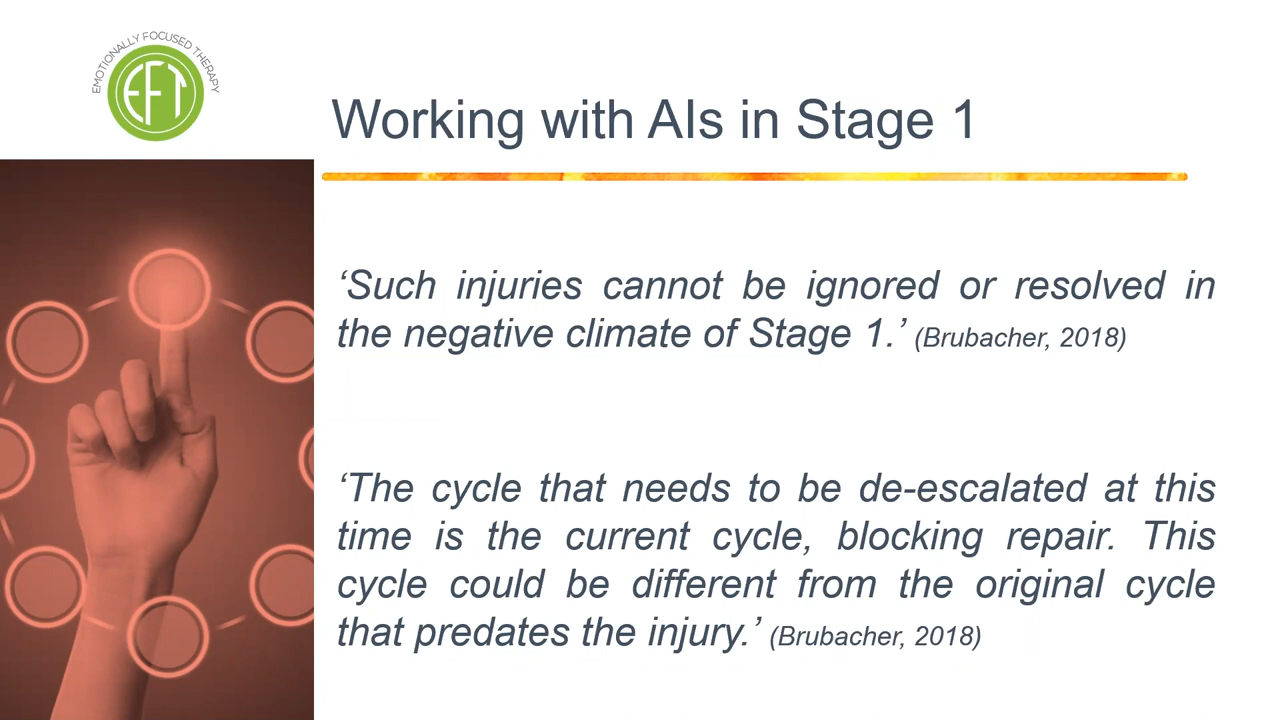 EMOTIONALLY FOCUSED THERAPY
EFT
Working with AIs in Stage 1
‘Such injuries cannot be ignored or resolved in
the negative climate of Stage 1.’ (Brubacher, 2018)
‘The cycle that needs to be de-escalated at this
time is the current cycle, blocking repair. This
cycle could be different from the original cycle
that predates the injury.’ (Brubacher, 2018)